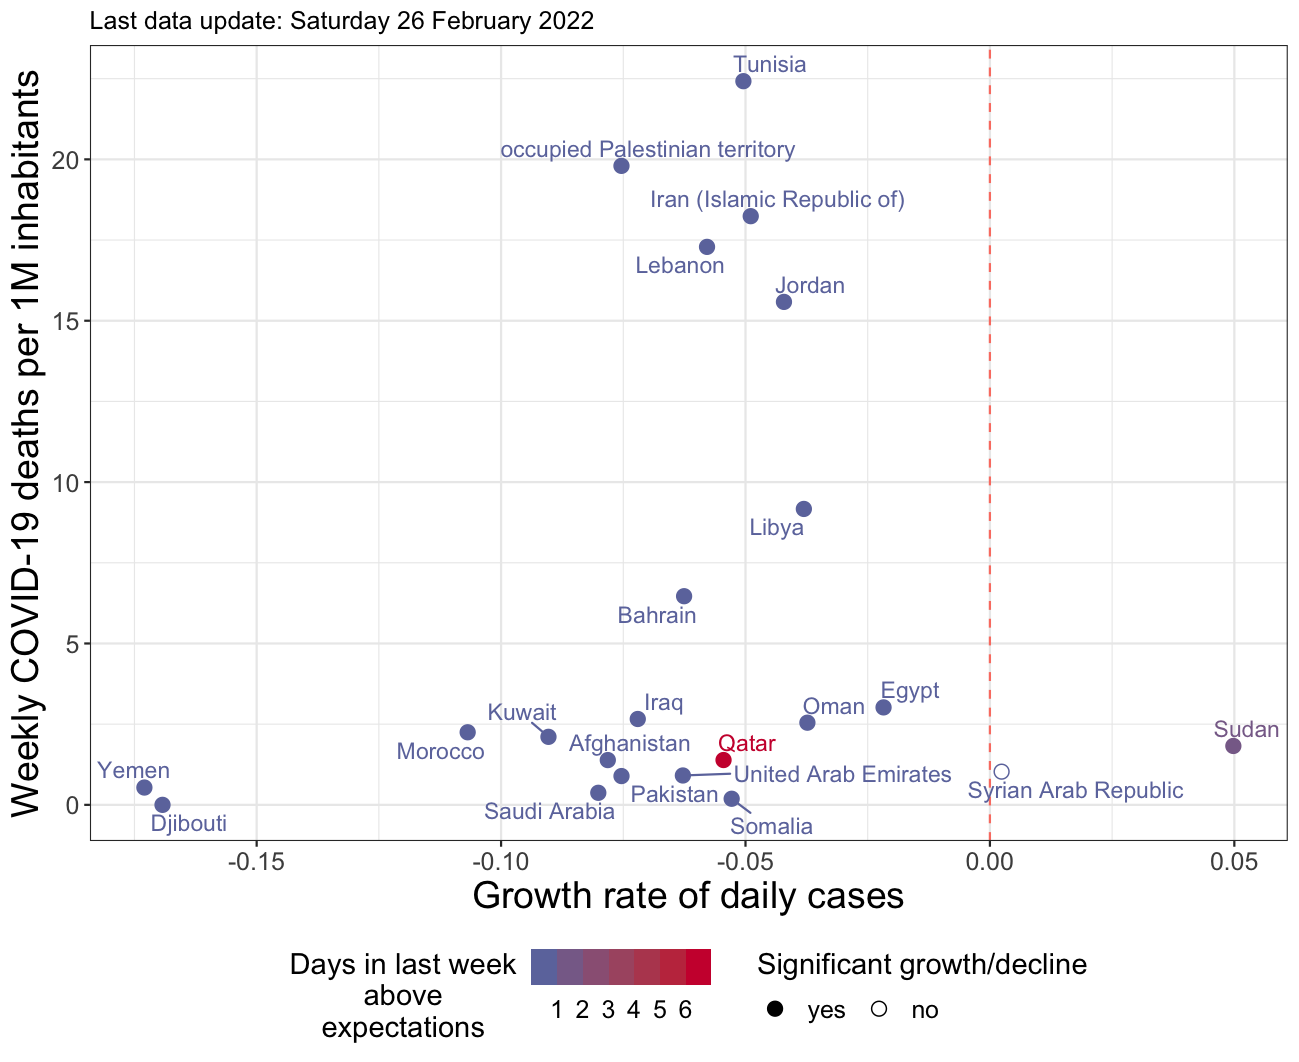 Last data update: Saturday 26 February 2022
Weekly COVID-19 deaths per 1M inhabitants
20
15
10
5
0
Tunisia
occupied Palestinian territory
Iran (Islamic Republic of)
Lebanon
Jordan
Libya
Bahrain
Egypt
Iraq
Oman
Kuwait
Sudan
Afghanistan
Qatar
Morocco
Yemen
United Arab Emirates
Syrian Arab Republic
Pakistan
Saudi Arabia
Djibouti
Somalia
-0.15
-0.10
-0.05
0.00
0.05
Growth rate of daily cases
Days in last week
above
expectations
1 2 3 4 5 6
Significant growth/decline
yes
no